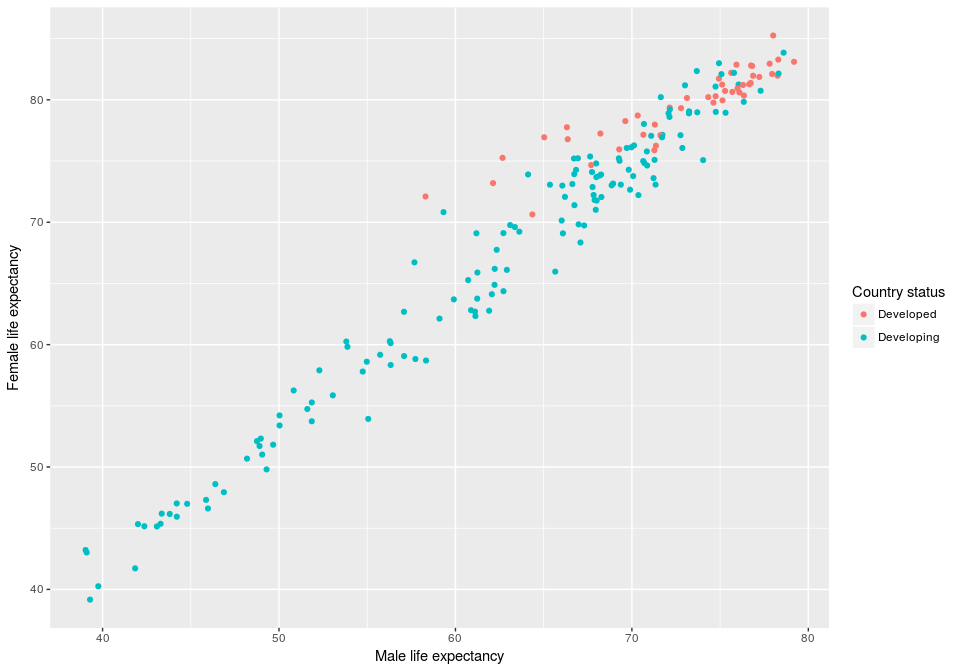 80
70
60
50
40
Female life expectancy
40 50 60 70 80
Male life expectancy
Country status
Developed
Developing